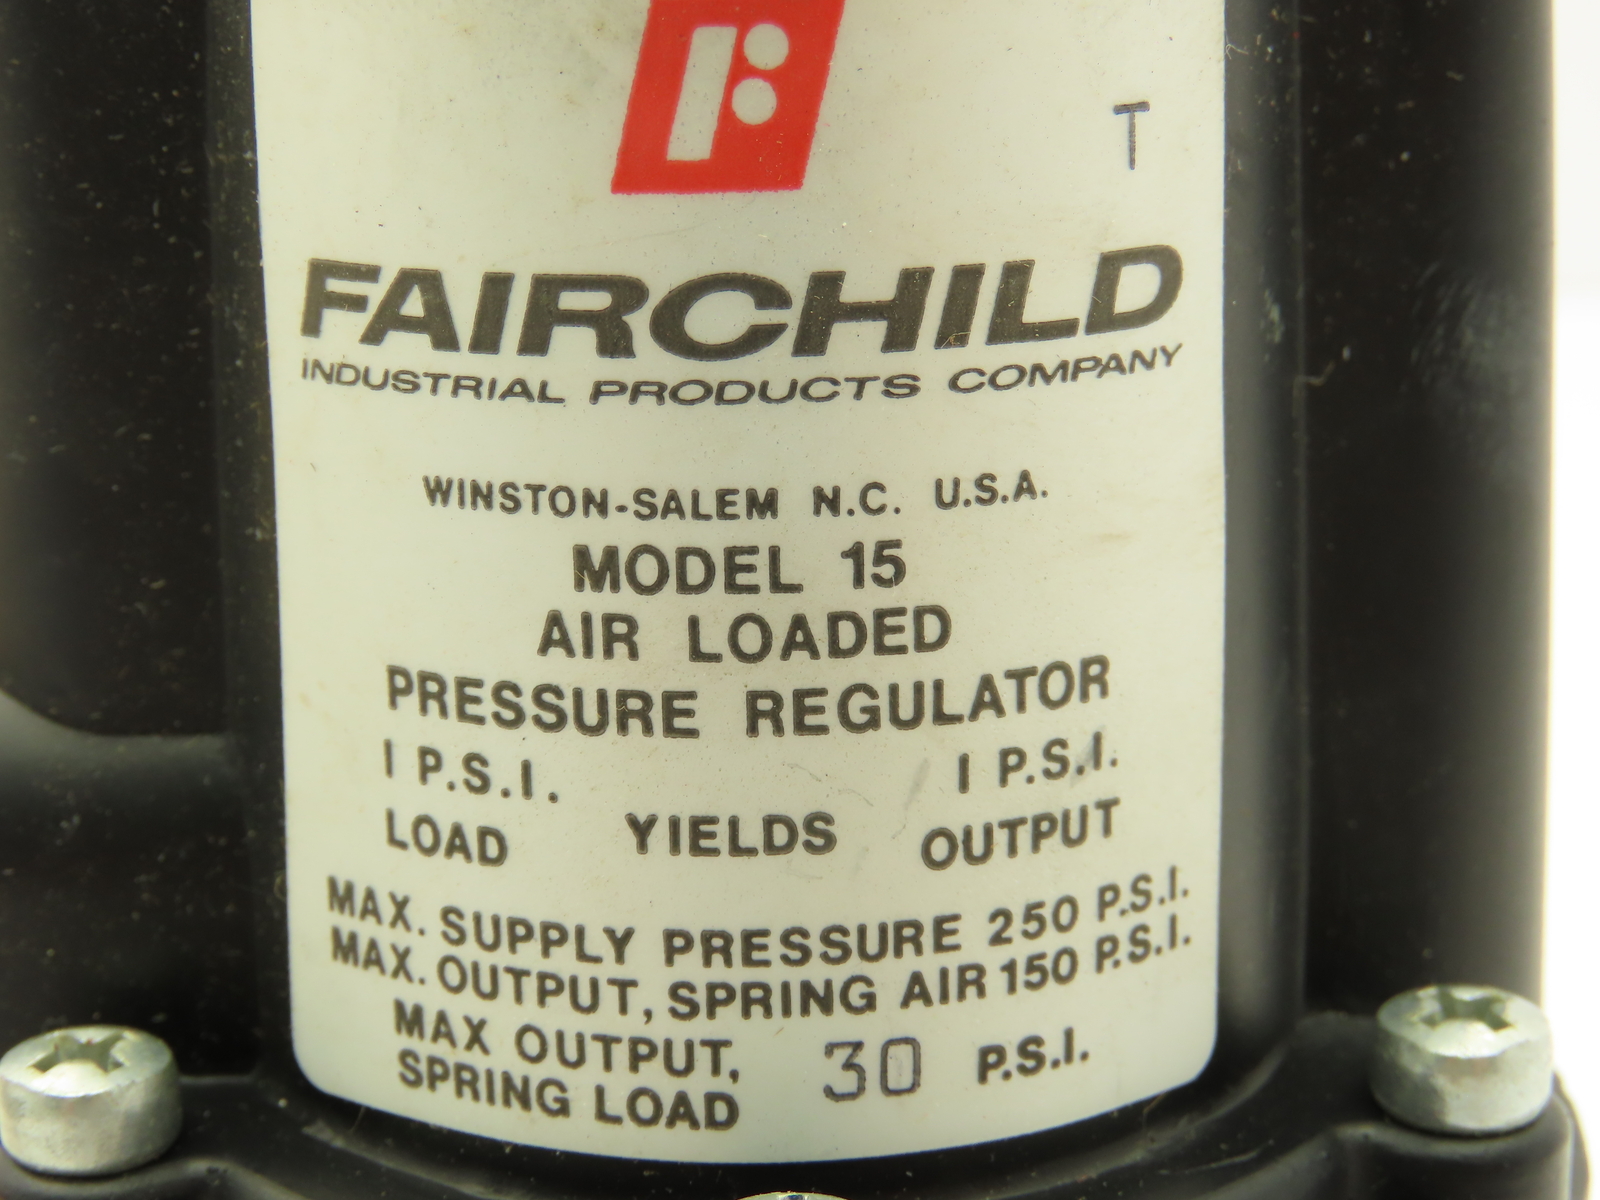 T
FAIRCHILD
INDUSTRIAL PRODUCTS COMPANY
WINSTON-SALEM N.C. U.S.A.
MODEL 15
AIR LOADED
PRESSURE REGULATOR
1 P.S.I. 1 P.S.I.
LOAD YIELDS OUTPUT
MAX. SUPPLY PRESSURE 250 P.S.I.
MAX. OUTPUT, SPRING AIR 150 P.S.I.
MAX OUTPUT, 30 P.S.I.
SPRING LOAD